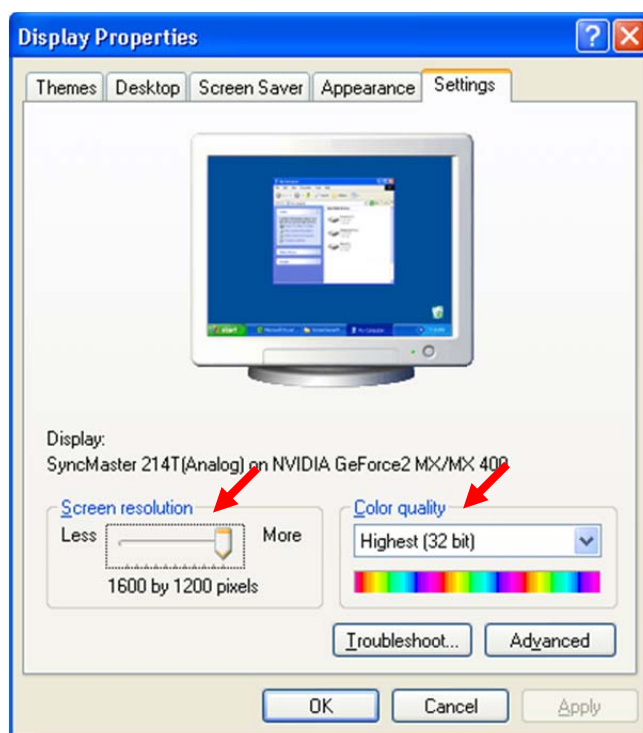 Display Properties
?
X
Themes Desktop Screen Saver Appearance Settings
start
Display:
SyncMaster 214T(Analog) on NVIDIA GeForce2 MX/MX 400
Screen resolution
Less More
1600 by 1200 pixels
Color quality
Highest (32 bit)
Troubleshoot... Advanced
OK Cancel Apply